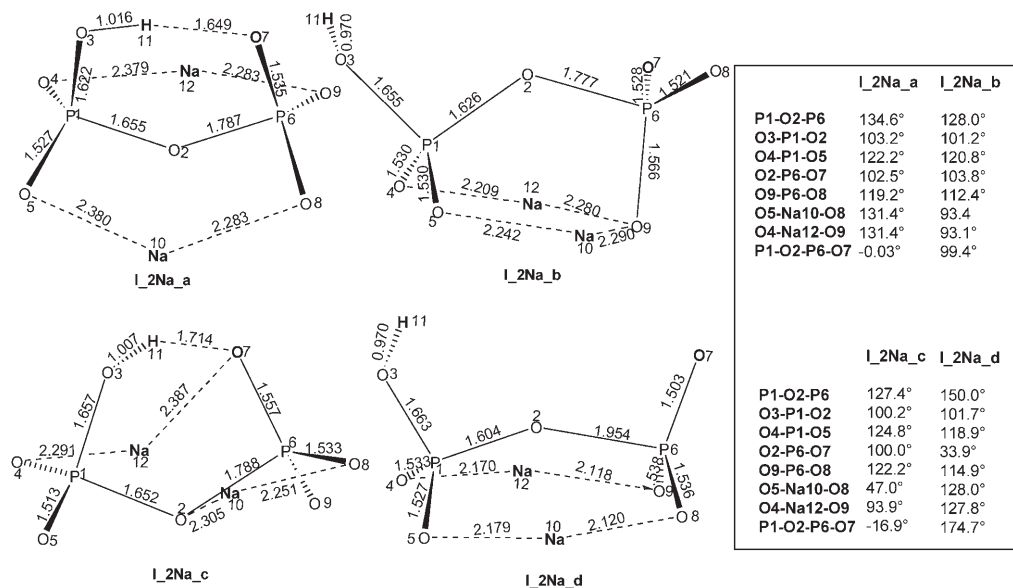 1.016 H 1.649
O3 11 O7
O4 2.379 Na 2.283 O9
12
1.622 1.535
P1 P6
1.655 1.787
O2
1.527
O5 O8
2.380 2.283
10
Na
I_2Na_a
11 H
0.970
O3
O2
1.777
O7 O8
1.528 1.521
P6
1.655 1.626
P1
1.566
1.530
O4 2.209 12 Na 2.280
1.530
O5 2.242 Na 10 2.290 O9
I_2Na_b
1.007 H 1.714
O3 11 O7
1.657 2.387 1.557
2.291 Na
12
O4 P1 P6 1.533 O8
1.788
Na
10 2.251
O9
1.513 1.652
O2 2.305
O5
I_2Na_c
H 11
0.970
O3
O7
1.663 1.503
O2
1.604 1.954
P1 P6
1.533
O4 2.170 Na 2.118
12
1.538 O9
1.527 1.536
O5 2.179 10 Na 2.120 O8
I_2Na_d
I_2Na_a I_2Na_b
P1-O2-P6 134.6° 128.0°
O3-P1-O2 103.2° 101.2°
O4-P1-O5 122.2° 120.8°
O2-P6-O7 102.5° 103.8°
O9-P6-O8 119.2° 112.4°
O5-Na10-O8 131.4° 93.4
O4-Na12-O9 131.4° 93.1°
P1-O2-P6-O7 -0.03° 99.4°
I_2Na_c I_2Na_d
P1-O2-P6 127.4° 150.0°
O3-P1-O2 100.2° 101.7°
O4-P1-O5 124.8° 118.9°
O2-P6-O7 100.0° 33.9°
O9-P6-O8 122.2° 114.9°
O5-Na10-O8 47.0° 128.0°
O4-Na12-O9 93.9° 127.8°
P1-O2-P6-O7 -16.9° 174.7°